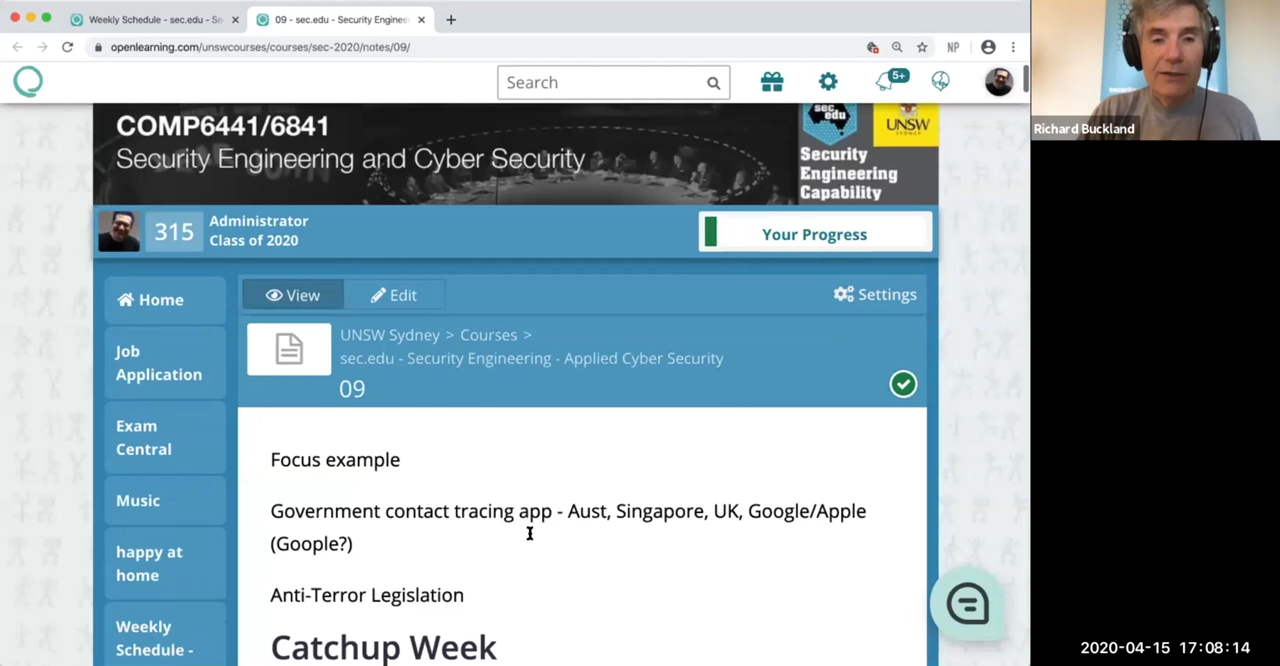 Weekly Schedule - sec.edu - Se
09 - sec.edu - Security Enginee
openlearning.com/unswcourses/courses/sec-2020/notes/09/
NP
Search
5+
COMP6441/6841
Security Engineering and Cyber Security
sec
edu
UNSW
SYDNEY
Security
Engineering
Capability
Richard Buckland
315
Administrator
Class of 2020
Your Progress
Home
View
Edit
Settings
UNSW Sydney > Courses >
sec.edu - Security Engineering - Applied Cyber Security
09
Job
Application
Exam
Central
Music
happy at
home
Weekly
Schedule -
Focus example
Government contact tracing app - Aust, Singapore, UK, Google/Apple
(Goople?)
Anti-Terror Legislation
Catchup Week
2020-04-15 17:08:14